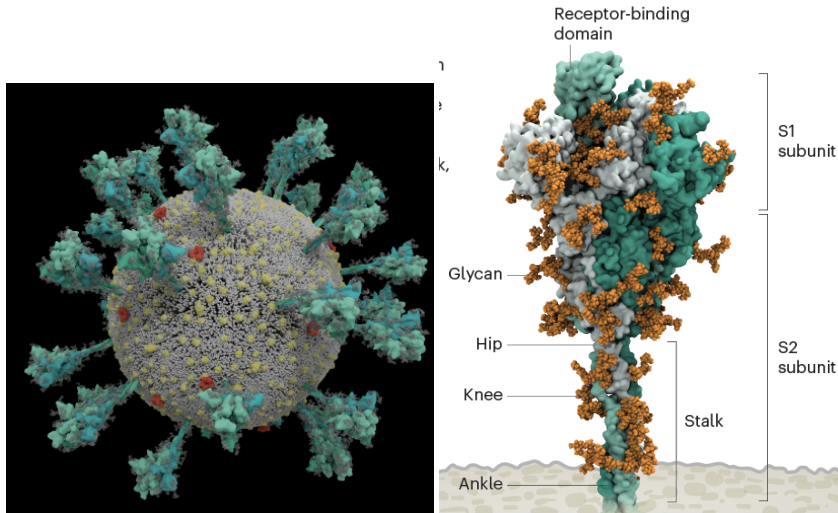 Receptor-binding
domain
n
e
k,
S1
subunit
Glycan
Hip
S2
subunit
Knee
Stalk
Ankle